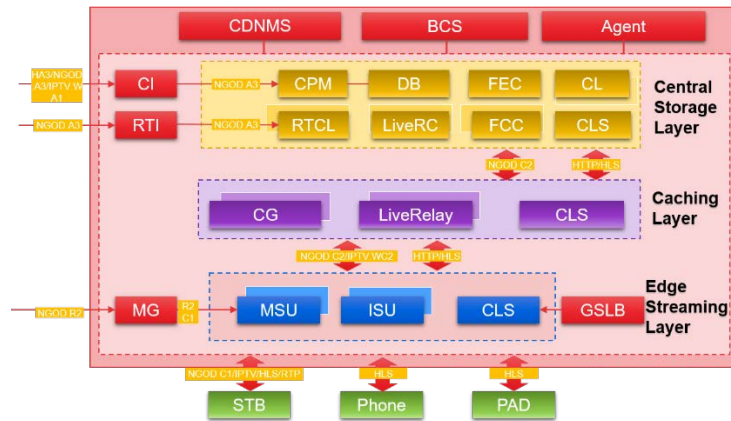 CDNMS
BCS
Agent
HA3/NGOD
A3/IPTV W
A1
CI
NGOD A3
CPM
DB
FEC
CL
Central
Storage
Layer
NGOD A3
RTI
NGOD A3
RTCL
LiveRC
FCC
CLS
NGOD C2
HTTP/HLS
CG
LiveRelay
CLS
Caching
Layer
NGOD C2/IPTV WC2
HTTP/HLS
NGOD R2
MG
R2
C1
MSU
ISU
CLS
GSLB
Edge
Streaming
Layer
NGOD C1/IPTV/HLS/RTP
HLS
HLS
STB
Phone
PAD